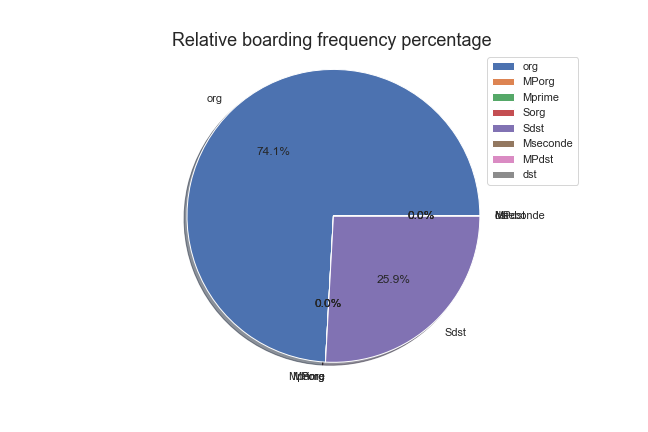 Relative boarding frequency percentage
org
MPorg
Mprime
Sorg
Sdst
Mseconde
MPdst
dst
org
74.1%
0.0%
25.9%
0.0%
Sdst